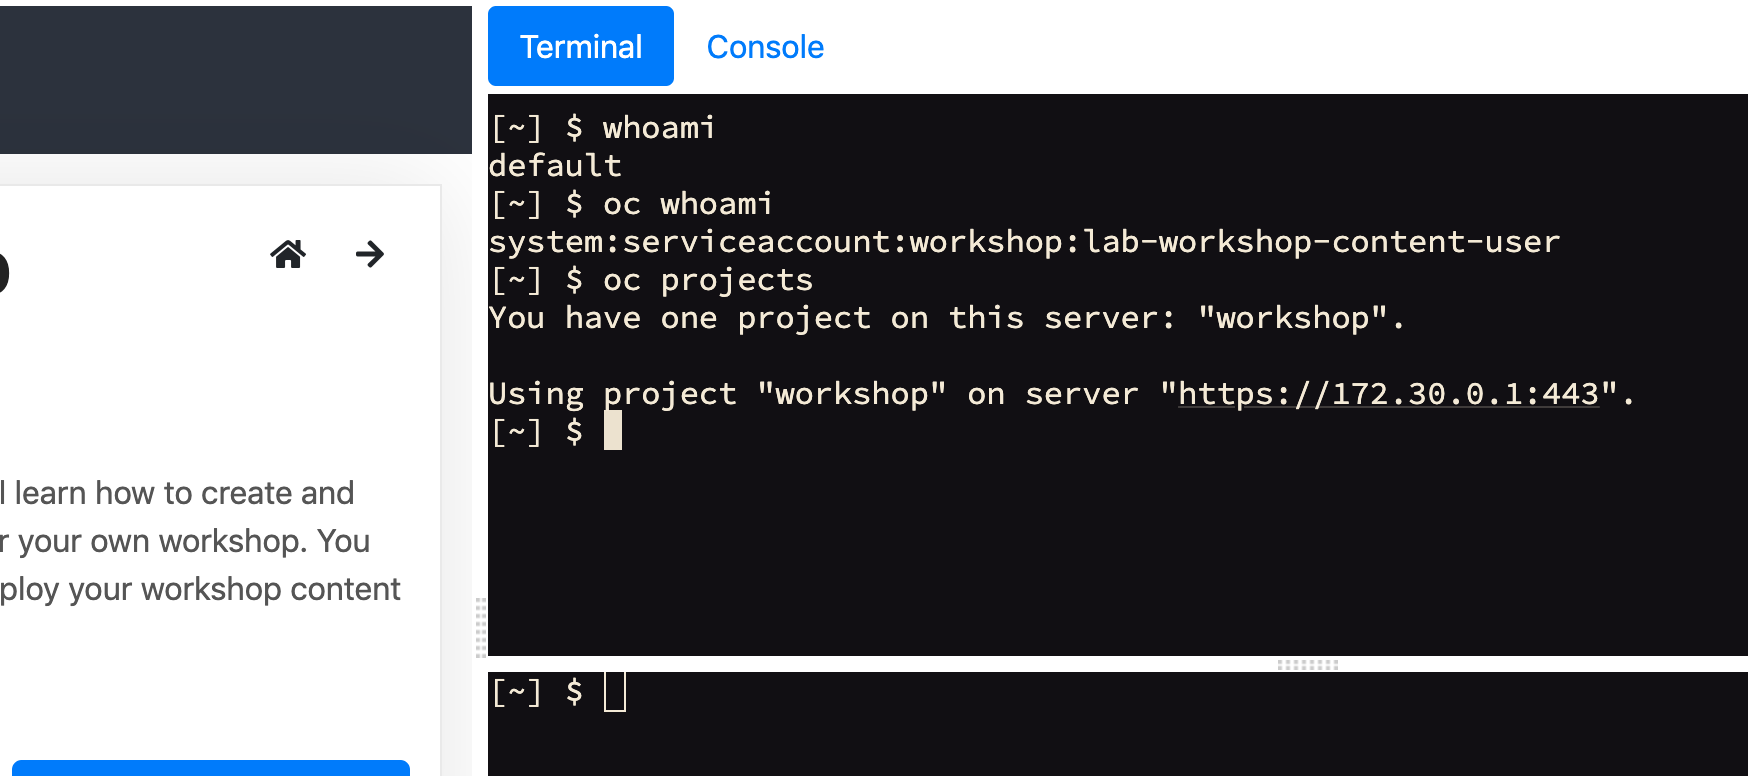 Terminal
Console
[~] $ whoami
default
[~] $ oc whoami
system:serviceaccount:workshop:lab-workshop-content-user
[~] $ oc projects
You have one project on this server: "workshop".
Using project "workshop" on server "https://172.30.0.1:443".
[~] $
learn how to create and
your own workshop. You
your workshop content
[~] $